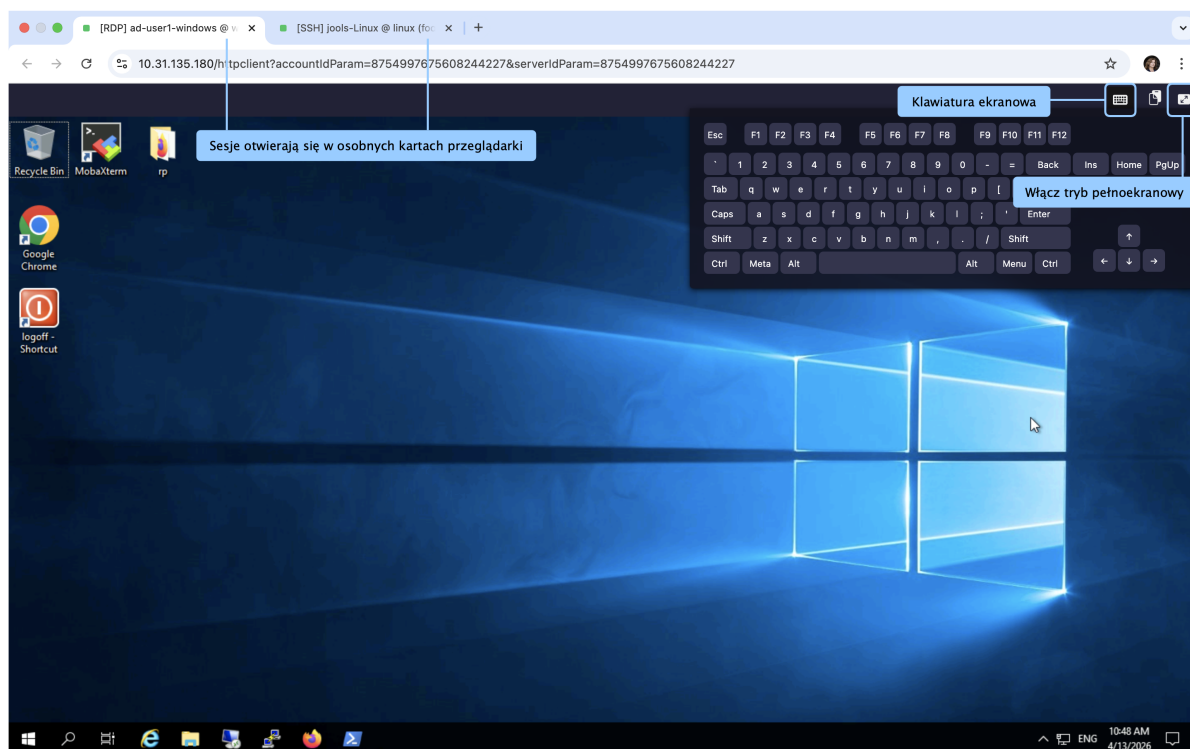 [RDP] ad-user1-windows @ w
[SSH] jools-Linux @ linux (for
10.31.135.180/httpclient?accountIdParam=8754997675608244227&serverIdParam=8754997675608244227
Klawiatura ekranowa
Sesje otwierają się w osobnych kartach przeglądarki
Włącz tryb pełnoekranowy
Recycle Bin
MobaXterm
rp
Google
Chrome
logoff -
Shortcut
Esc F1 F2 F3 F4 F5 F6 F7 F8 F9 F10 F11 F12
` 1 2 3 4 5 6 7 8 9 0 - = Back Ins Home PgUp
Tab q w e r t y u i o p [
Caps a s d f g h j k l ; ' Enter
Shift z x c v b n m , . / Shift ↑
Ctrl Meta Alt Alt Menu Ctrl ← ↓ →
ENG
10:48 AM
4/13/2026